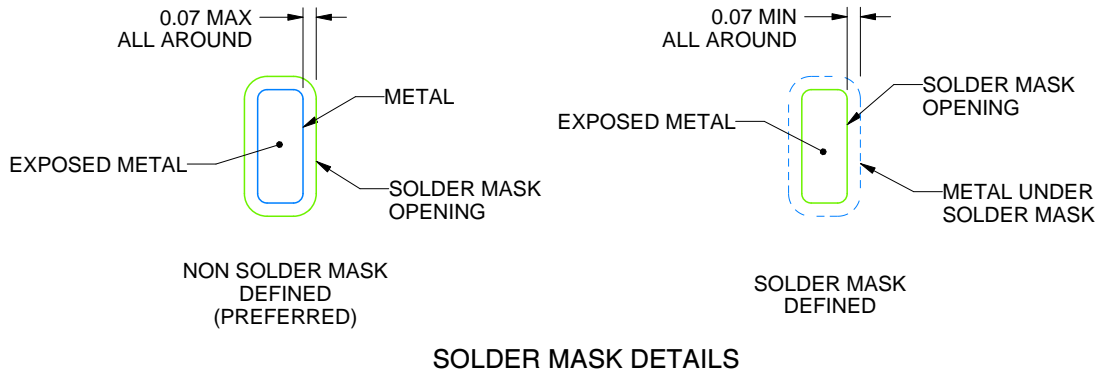 0.07 MAX
ALL AROUND
METAL
EXPOSED METAL
SOLDER MASK
OPENING
NON SOLDER MASK
DEFINED
(PREFERRED)
0.07 MIN
ALL AROUND
SOLDER MASK
OPENING
EXPOSED METAL
METAL UNDER
SOLDER MASK
SOLDER MASK
DEFINED
SOLDER MASK DETAILS